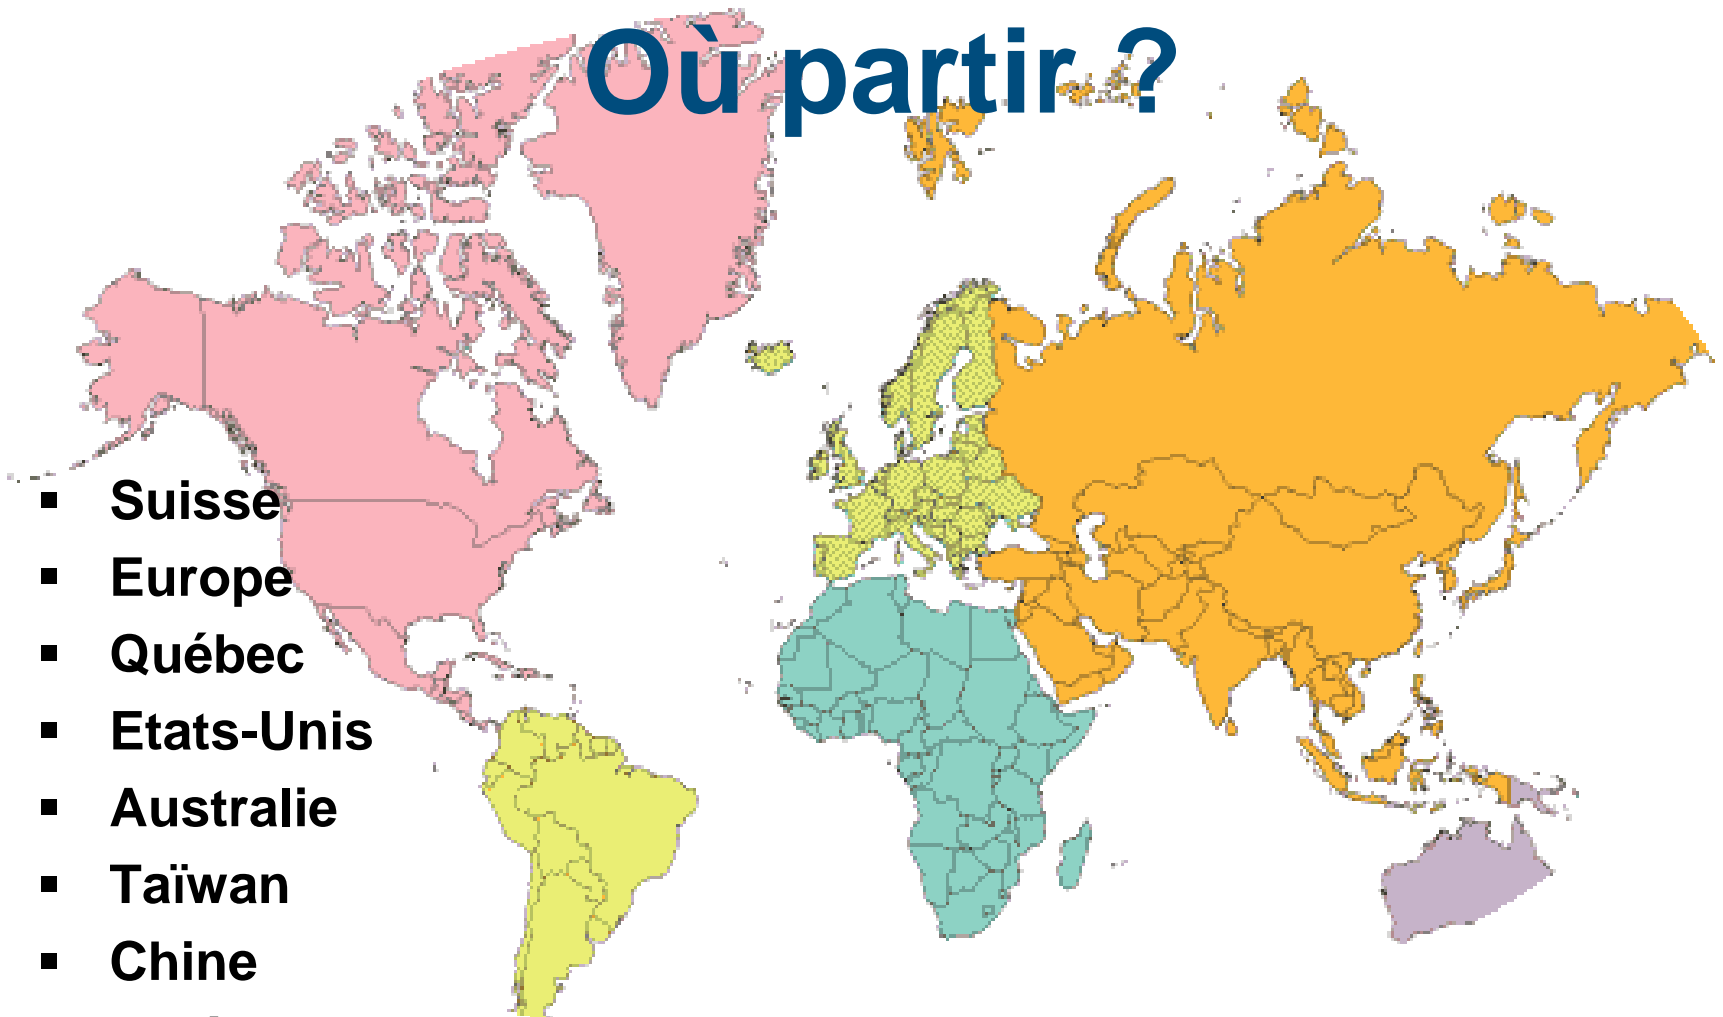 Où partir ?
▪ Suisse
▪ Europe
▪ Québec
▪ Etats-Unis
▪ Australie
▪ Taïwan
▪ Chine